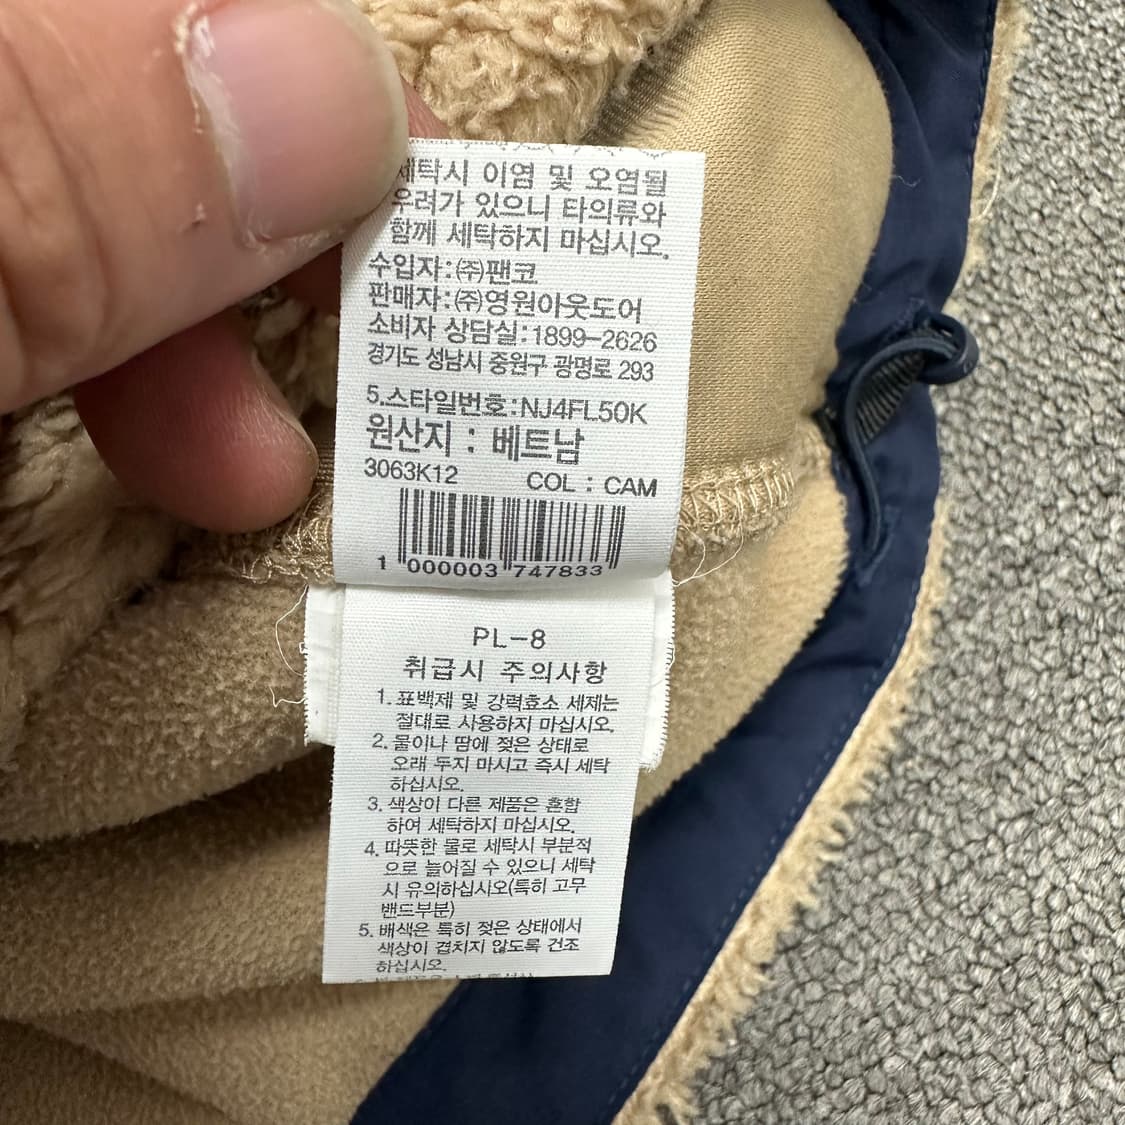 세탁시 이염 및 오염될
우려가 있으니 타의류와
함께 세탁하지 마십시오.
수입자:㈜팬코
판매자:㈜영원아웃도어
소비자 상담실:1899-2626
경기도 성남시 중원구 광명로 293
5.스타일번호:NJ4FL50K
원산지 : 베트남
3063K12 COL : CAM
1 000003 747833
PL-8
취급시 주의사항
1. 표백제 및 강력효소 세제는
절대로 사용하지 마십시오.
2. 물이나 땀에 젖은 상태로
오래 두지 마시고 즉시 세탁
하십시오.
3. 색상이 다른 제품은 혼합
하여 세탁하지 마십시오.
4. 따뜻한 물로 세탁시 부분적
으로 늘어질 수 있으니 세탁
시 유의하십시오(특히 고무
밴드부분)
5. 배색은 특히 젖은 상태에서
색상이 겹치지 않도록 건조
하십시오.